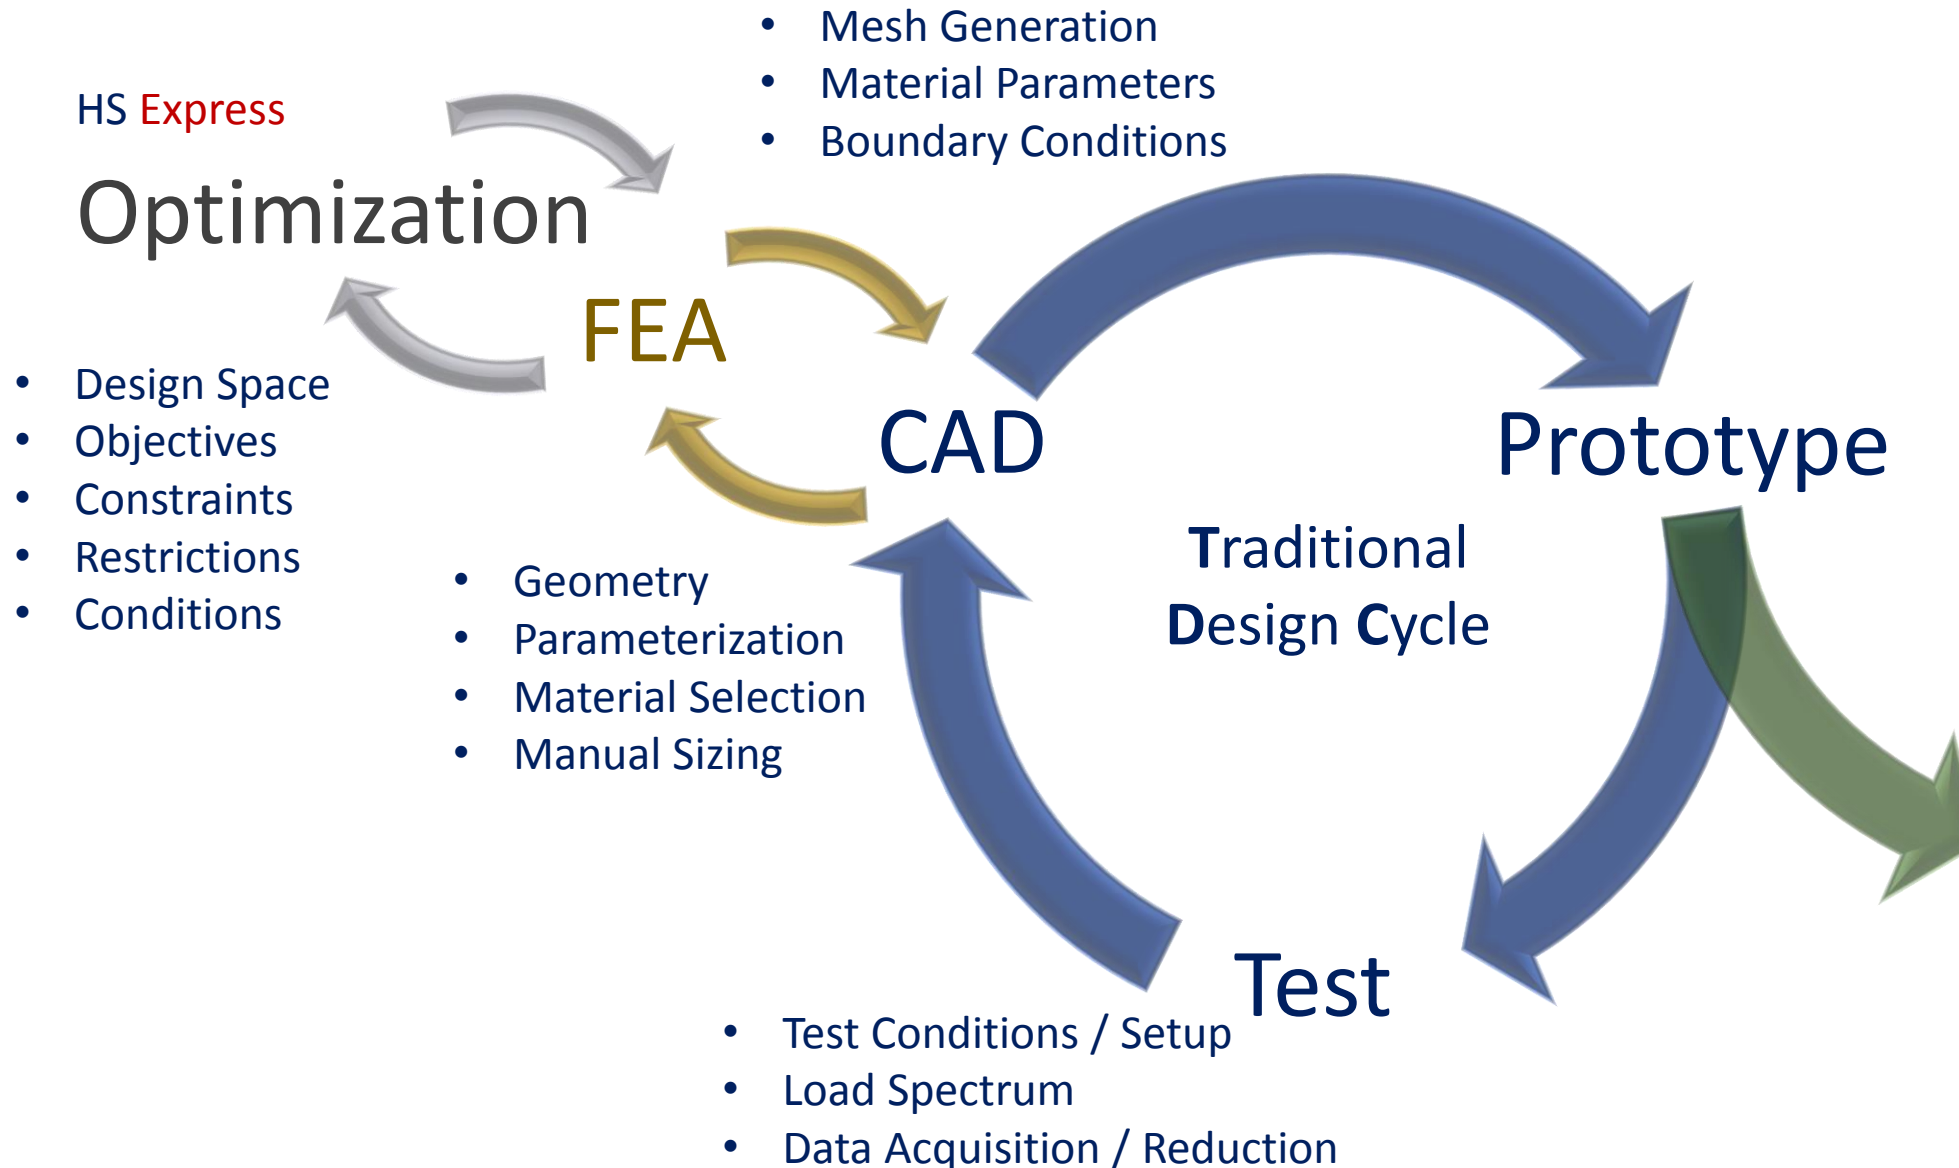 • Mesh Generation
• Material Parameters
• Boundary Conditions
HS Express
Optimization
FEA
CAD
Prototype
• Design Space
• Objectives
• Constraints
• Restrictions
• Conditions
• Geometry
• Parameterization
• Material Selection
• Manual Sizing
Traditional
Design Cycle
Test
• Test Conditions / Setup
• Load Spectrum
• Data Acquisition / Reduction